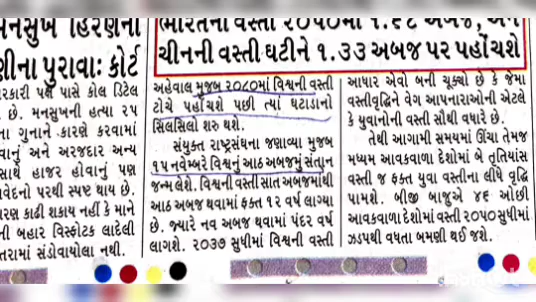 મનસુખ હિરેનની
ણીના પુરાવાઃ કોર્ટ
સરકારી પક્ષ પાસે કોલ ડિટેલ
છે. મનસુખની હત્યા ૨૫
ના ગુનાને કારણે કરવામાં
વાનું અને અરજદાર અન્ય
સાથે હાજર હોવાનું પણ
વેદનો પરથી સ્પષ્ટ થાય છે.
રણ કાઢી શકાય નહીં કે માને
ની બહાર વિસ્ફોટક લાદેલી
તરામાં સંડોવાયોલા નથી.
ભારતની વસ્તી ૨૦૫૦માં ૧.૬૮ અબજ, અને
ચીનની વસ્તી ઘટીને ૧.૩૩ અબજ પર પહોંચશે
અહેવાલ મુજબ ૨૦૮૦માં વિશ્વની વસ્તી
ટોચે પહોંચશે પછી ત્યાં ઘટાડાનો
સિલસિલો શરુ થશે.
સંયુક્ત રાષ્ટ્રસંઘના જણાવ્યા મુજબ
૧૫ નવેમ્બરે વિશ્વનું આઠ અબજમું સંતાન
જન્મ લેશે. વિશ્વની વસ્તી સાત અબજમાંથી
આઠ અબજ થવામાં ફક્ત ૧૨ વર્ષ લાગ્યા
છે. જ્યારે નવ અબજ થવામાં પંદર વર્ષ
લાગશે. ૨૦૩૭ સુધીમાં વિશ્વની વસ્તી
આધાર એવો બની ચૂક્યો છે કે જેમા
વસ્તીવૃદ્ધિને વેગ આપનારાઓની એટલે
કે યુવાનોની વસ્તી સૌથી વધારે છે.
તેથી આગામી સમયમાં ઊંચા તેમજ
મધ્યમ આવકવાળા દેશોમાં બે તૃતિયાંસ
વસ્તી જ ફક્ત યુવા વસ્તીના લીધે વૃદ્ધિ
પામશે. બીજી બાજુએ ૪૬ ઓછી
આવકવાળા દેશોમાં વસ્તી ૨૦૫૦ સુધીમાં
ઝડપથી વધતા બમણી થઈ જશે.